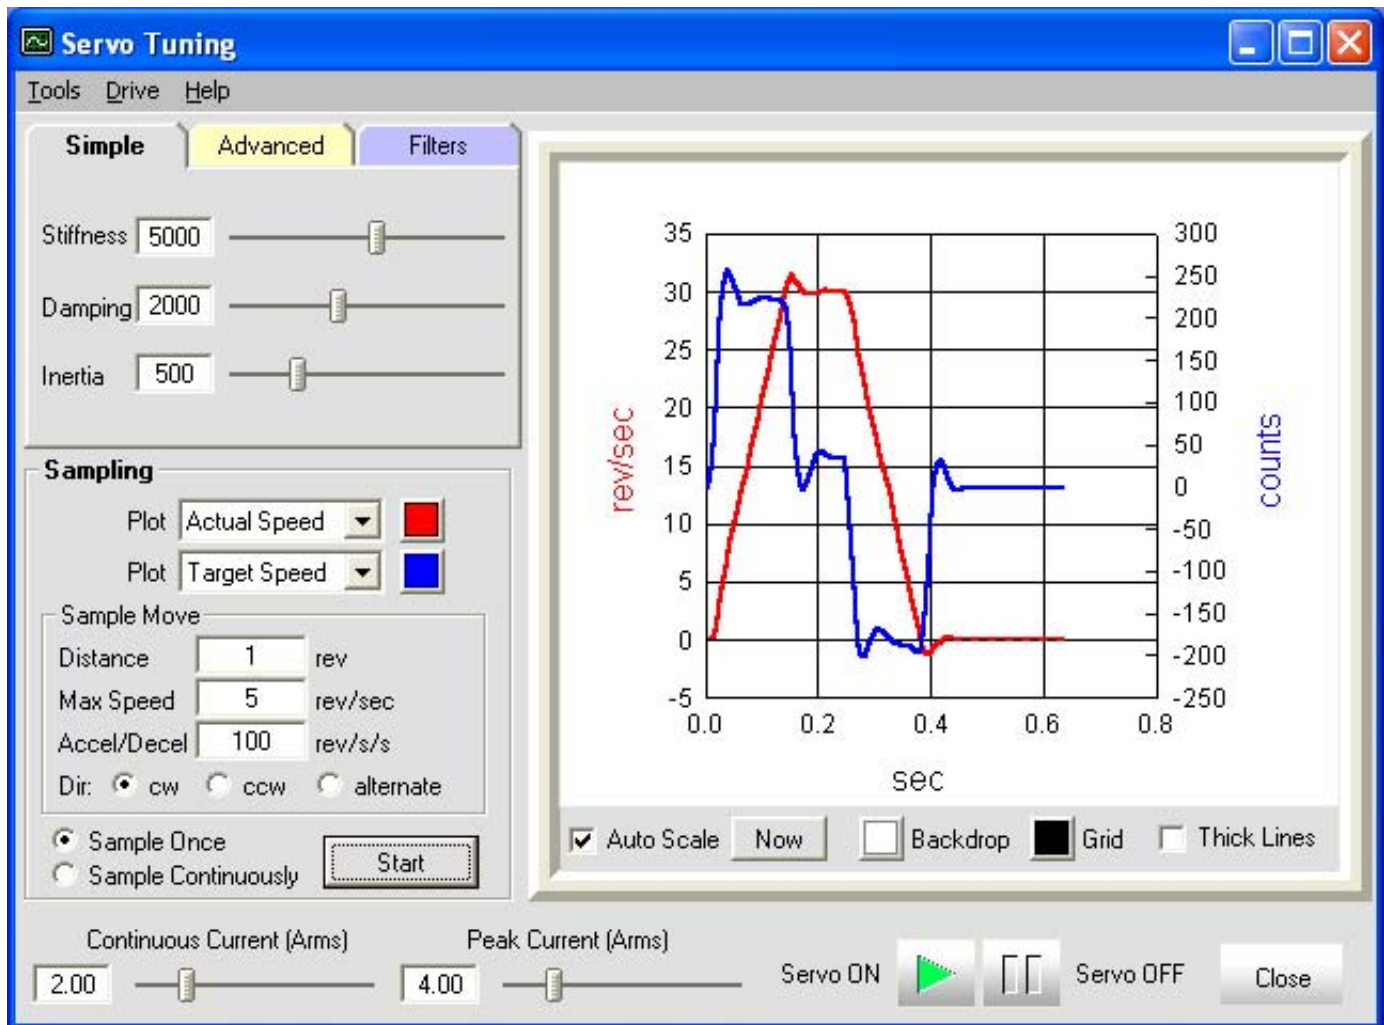 Servo Tuning
Tools Drive Help
Simple Advanced Filters
Stiffness 5000
Damping 2000
Inertia 500
Sampling
Plot Actual Speed
Plot Target Speed
Sample Move
Distance 1 rev
Max Speed 5 rev/sec
Accel/Decel 100 rev/s/s
Dir: cw ccw alternate
Sample Once
Sample Continuously
Start
35
30
25
20
15
10
5
0
-5
rev/sec
300
250
200
150
100
50
0
-50
-100
-150
-200
-250
counts
0.0 0.2 0.4 0.6 0.8
sec
Auto Scale Now Backdrop Grid Thick Lines
Continuous Current (Arms) Peak Current (Arms)
2.00 4.00 Servo ON Servo OFF Close